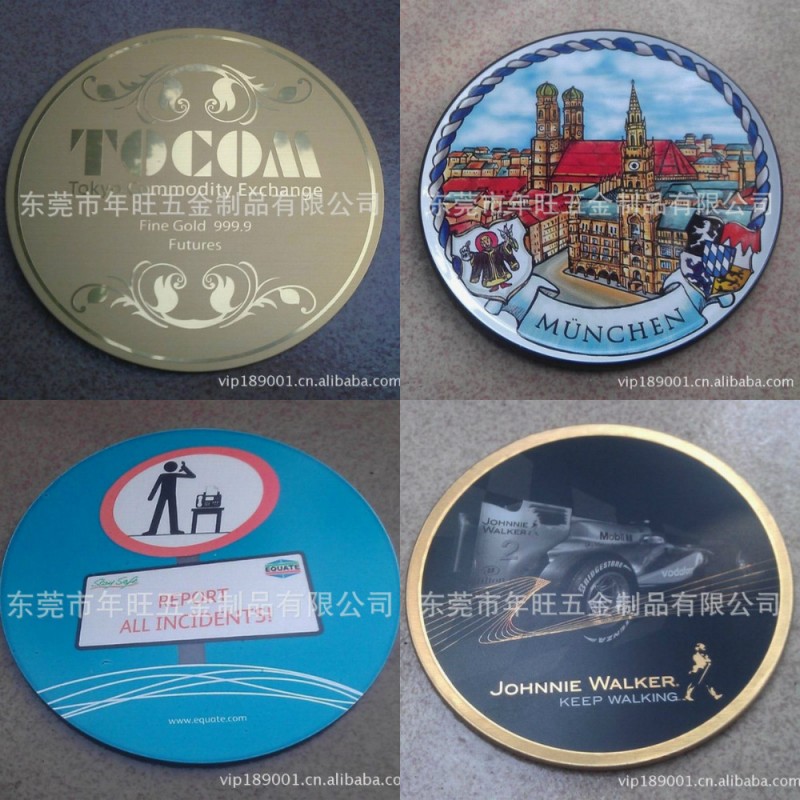 TOCOM
Tokyo Commodity Exchange
东莞市年旺五金制品有限公司
Fine Gold 999.9
Futures
vip189001.cn.alibaba.com
东莞市年旺五金制品有限公司
MÜNCHEN
vip189001.cn.alibaba.com
Stay Safe
EQUATE
REPORT
东莞市年旺五金制品有限公司
ALL INCIDENTS!
www.equote.com
vip189001.cn.alibaba.com
JOHNNIE
WALKER
2
Mobil
BRIDGESTONE
vodafone
东莞市年旺五金制品有限公司
JOHNNIE WALKER.
KEEP WALKING.
vip189001.cn.alibaba.com